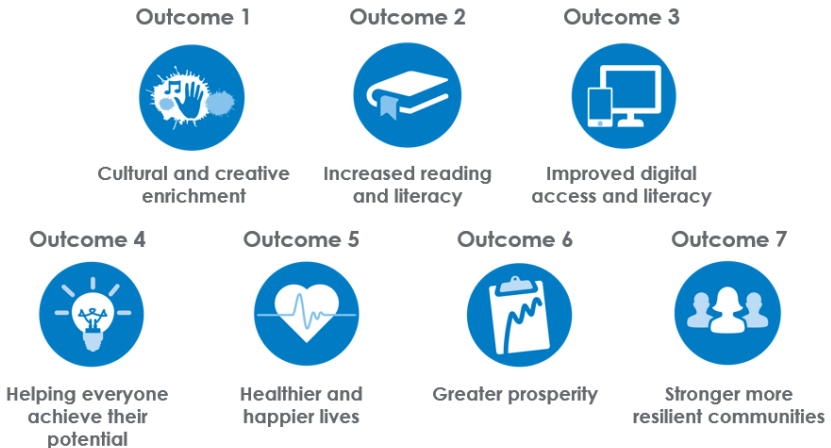 Outcome 1
Outcome 2
Outcome 3
Cultural and creative
enrichment
Increased reading
and literacy
Improved digital
access and literacy
Outcome 4
Outcome 5
Outcome 6
Outcome 7
Helping everyone
achieve their
potential
Healthier and
happier lives
Greater prosperity
Stronger more
resilient communities